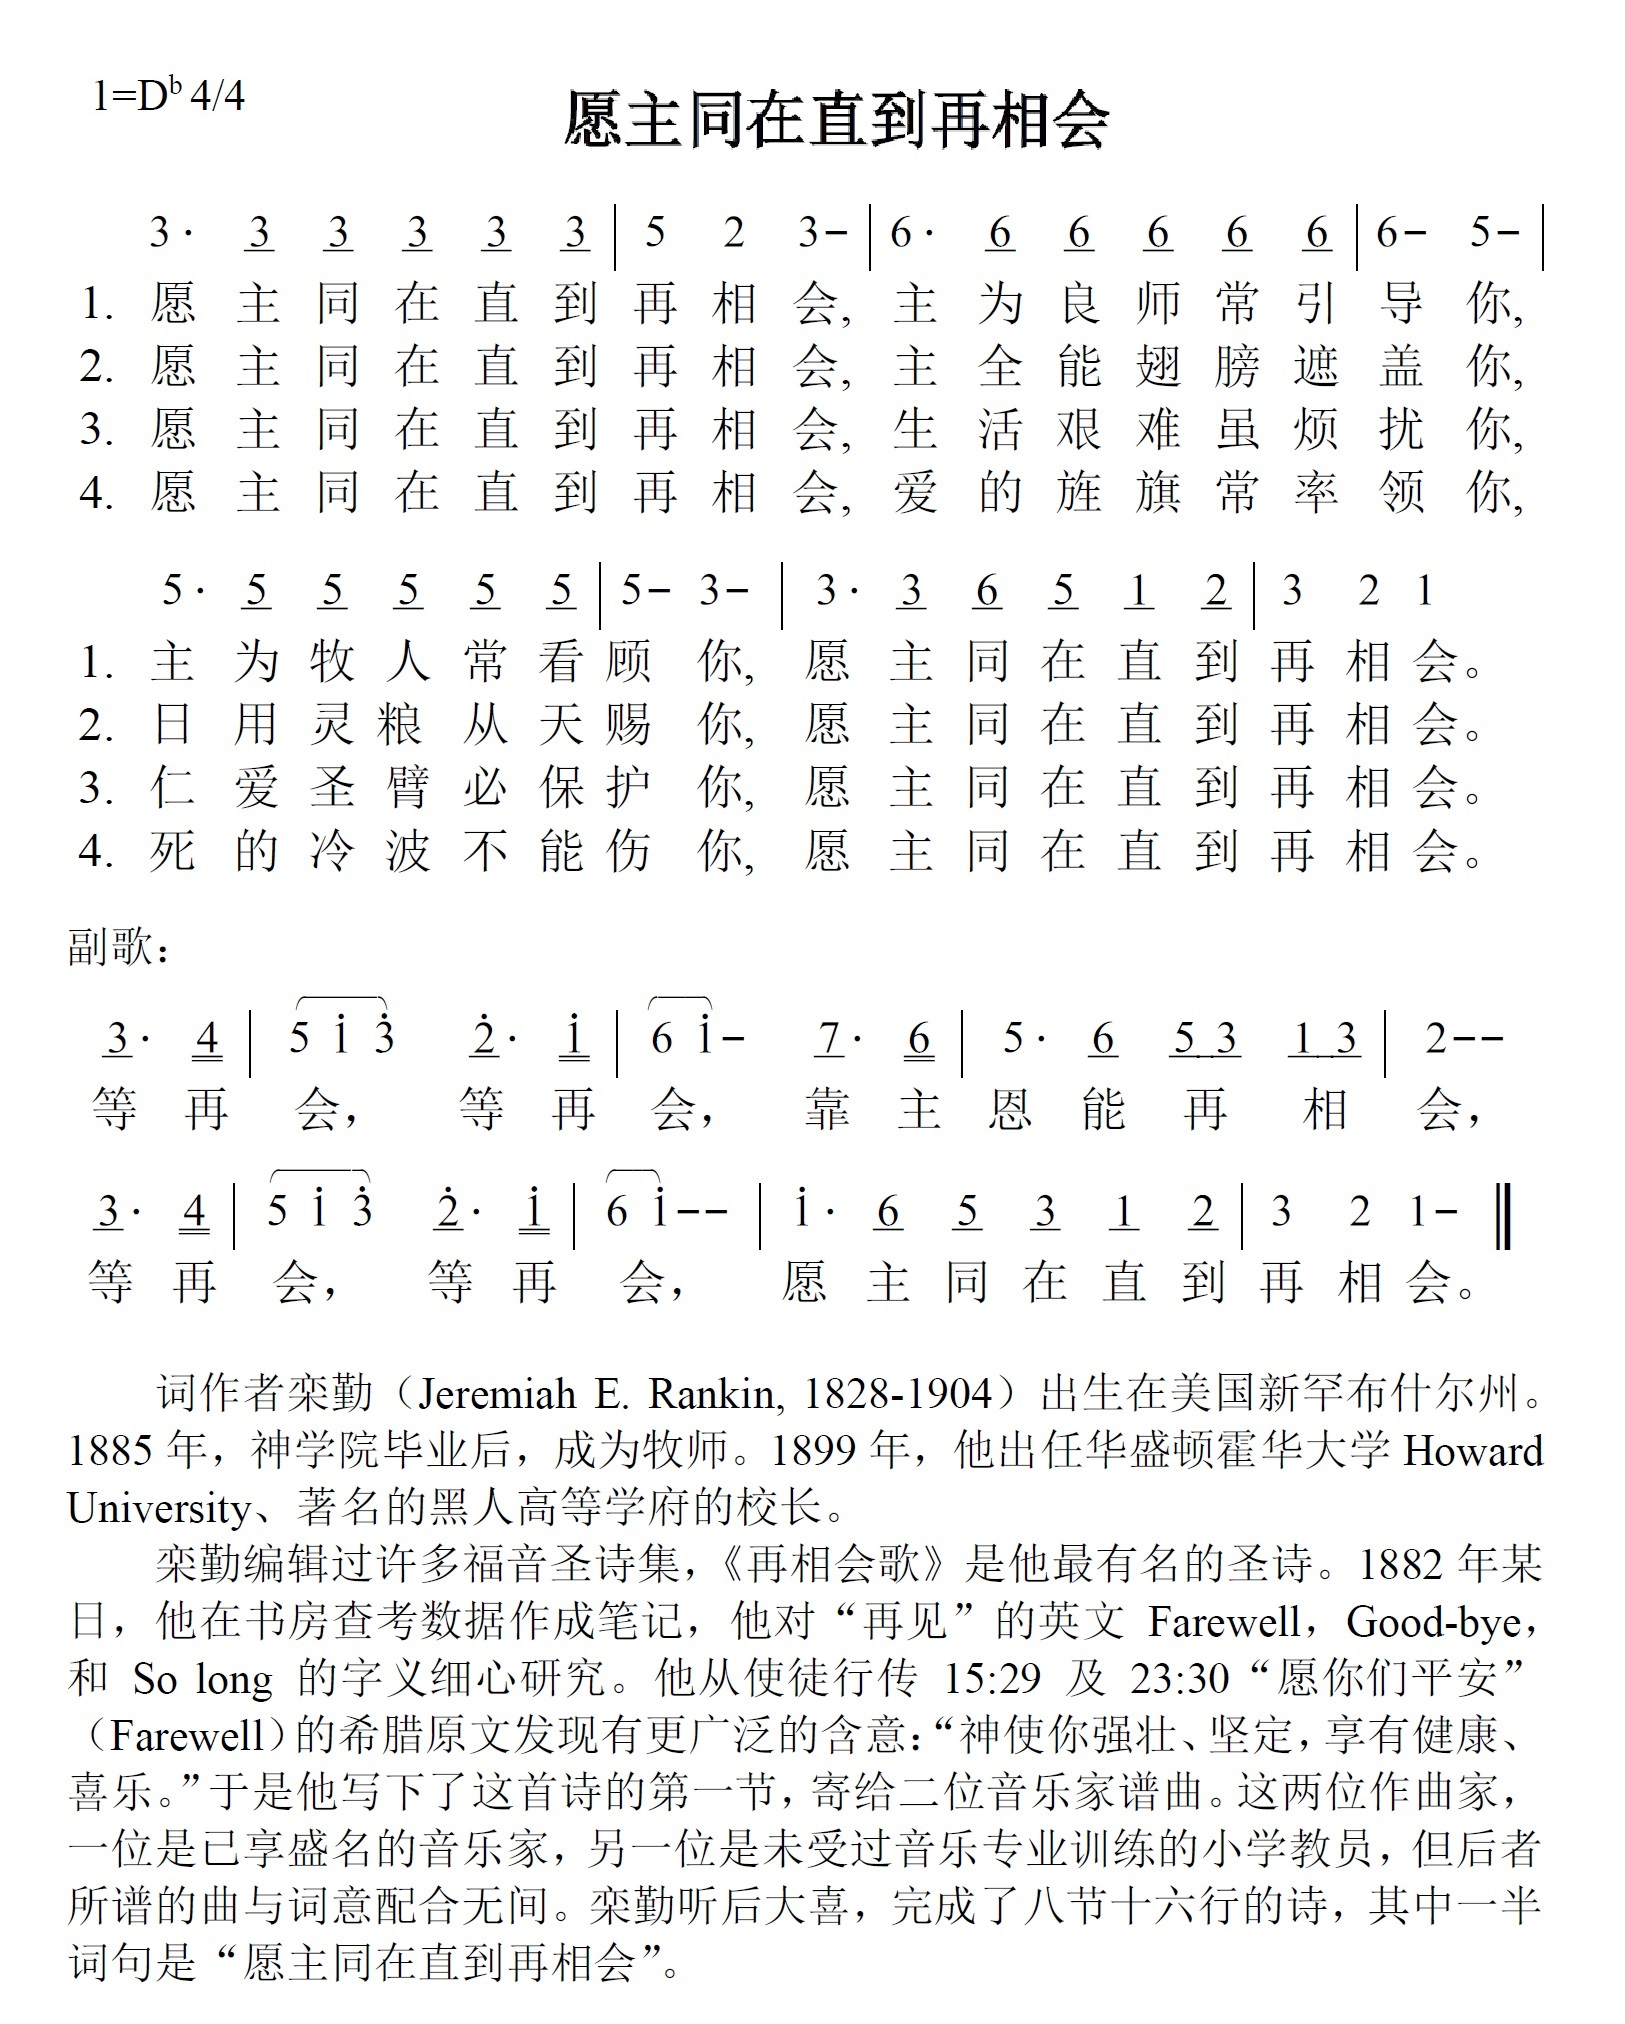 1=Dᵇ 4/4
愿主同在直到再相会
3· 3 3 3 3 3 | 5 2 3– | 6· 6 6 6 6 6 | 6– 5– |
1. 愿主同在直到再相会, 主为良师常引导你,
2. 愿主同在直到再相会, 主全能翅膀遮盖你,
3. 愿主同在直到再相会, 生活艰难虽烦扰你,
4. 愿主同在直到再相会, 爱的旌旗常率领你,
5· 5 5 5 5 5 | 5– 3– | 3· 3 6 5 1 2 | 3 2 1
1. 主为牧人常看顾你, 愿主同在直到再相会。
2. 日用灵粮从天赐你, 愿主同在直到再相会。
3. 仁爱圣臂必保护你, 愿主同在直到再相会。
4. 死的冷波不能伤你, 愿主同在直到再相会。
副歌：
3· 4 | 5 1̇ 3̇ 2̇· 1̇ | 6 1̇– 7· 6 | 5· 6 5 3 1 3 | 2––
等再会， 等再会， 靠主恩能再相会，
3· 4 | 5 1̇ 3̇ 2̇· 1̇ | 6 1̇–– | 1̇· 6 5 3 1 2 | 3 2 1– ‖
等再会， 等再会， 愿主同在直到再相会。
词作者栾勤（Jeremiah E. Rankin, 1828-1904）出生在美国新罕布什尔州。
1885 年，神学院毕业后，成为牧师。1899 年，他出任华盛顿霍华大学 Howard
University、著名的黑人高等学府的校长。
栾勤编辑过许多福音圣诗集，《再相会歌》是他最有名的圣诗。1882 年某
日，他在书房查考数据作成笔记，他对“再见”的英文 Farewell，Good-bye，
和 So long 的字义细心研究。他从使徒行传 15:29 及 23:30“愿你们平安”
（Farewell）的希腊原文发现有更广泛的含意：“神使你强壮、坚定，享有健康、
喜乐。”于是他写下了这首诗的第一节，寄给二位音乐家谱曲。这两位作曲家，
一位是已享盛名的音乐家，另一位是未受过音乐专业训练的小学教员，但后者
所谱的曲与词意配合无间。栾勤听后大喜，完成了八节十六行的诗，其中一半
词句是“愿主同在直到再相会”。